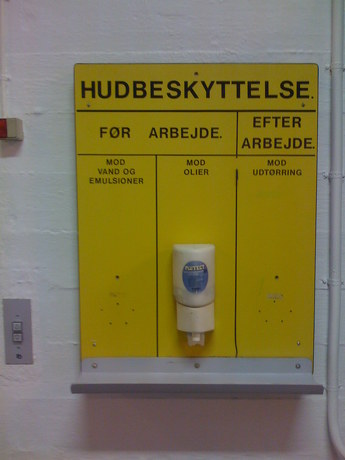 HUDBESKYTTELSE.
FØR ARBEJDE.
EFTER
ARBEJDE.
MOD
VAND OG
EMULSIONER
MOD
OLIER
MOD
UDTØRRING